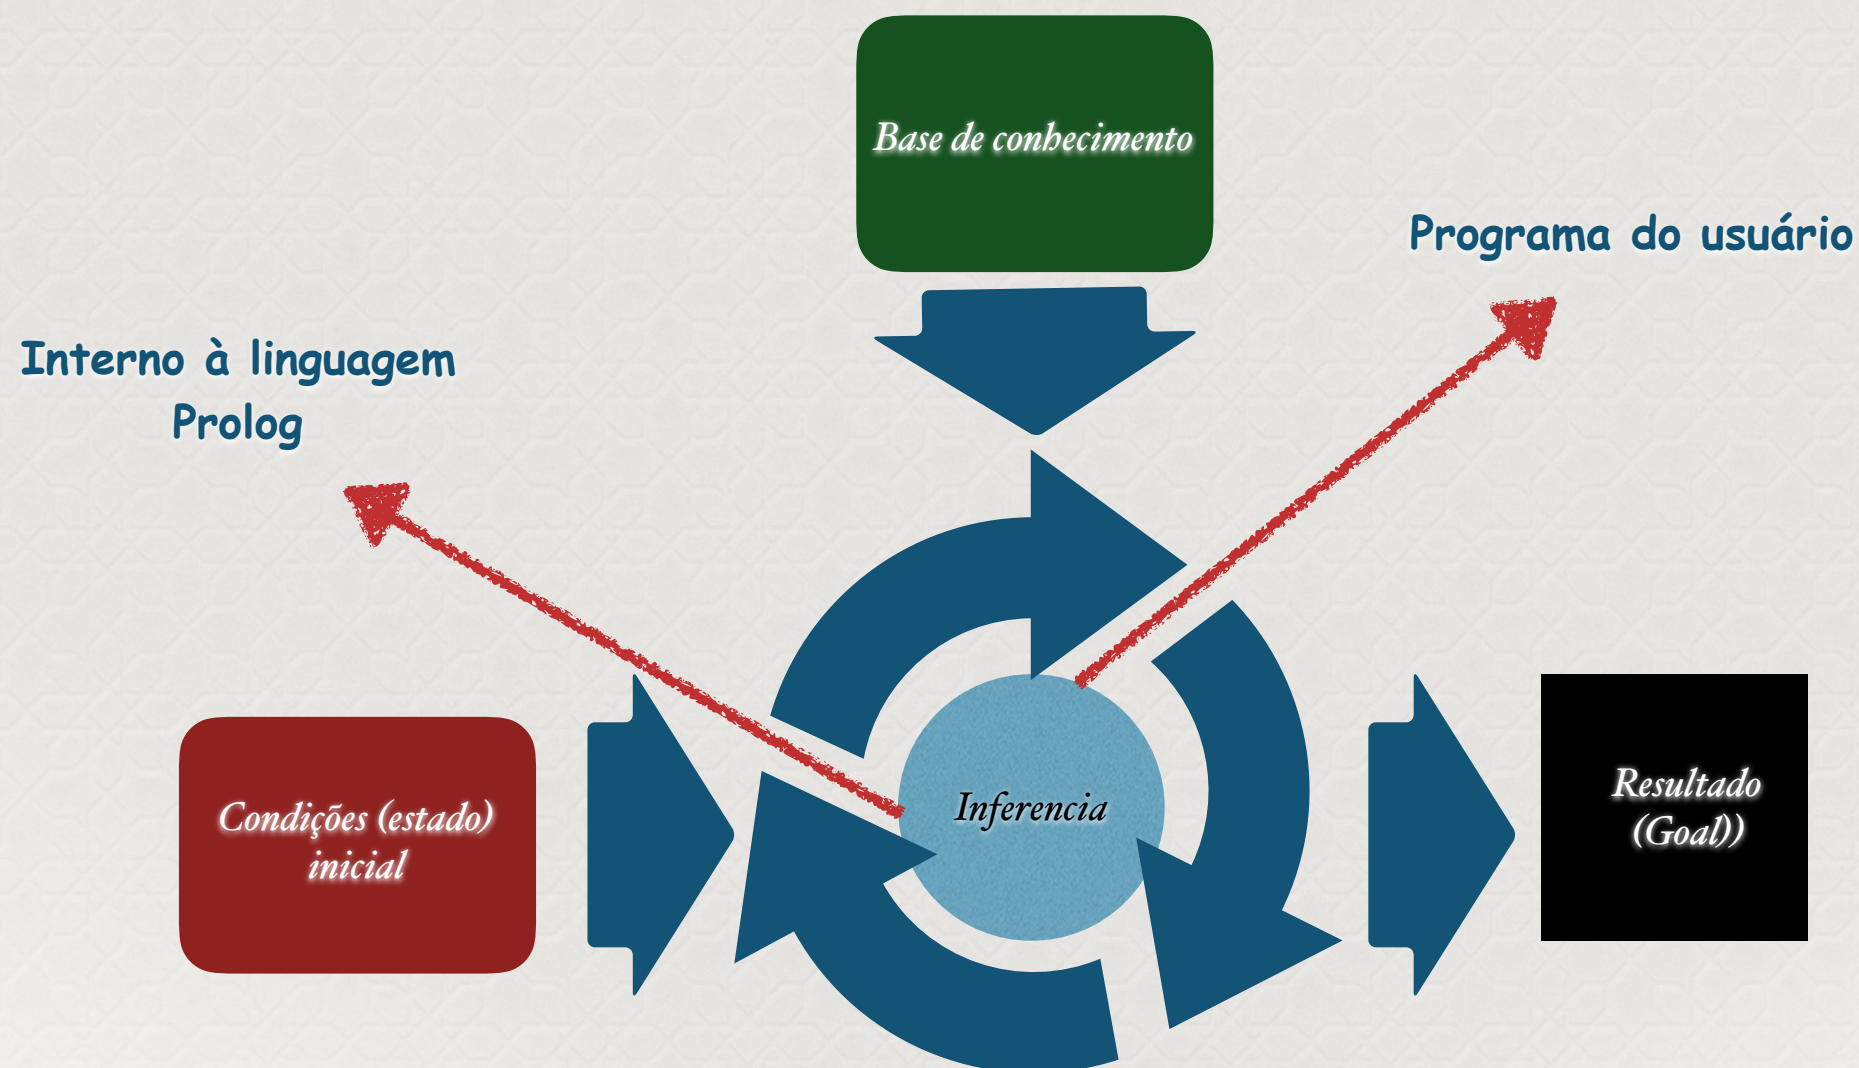 Base de conhecimento
Programa do usuário
Interno à linguagem
Prolog
Condições (estado)
inicial
Inferencia
Resultado
(Goal))